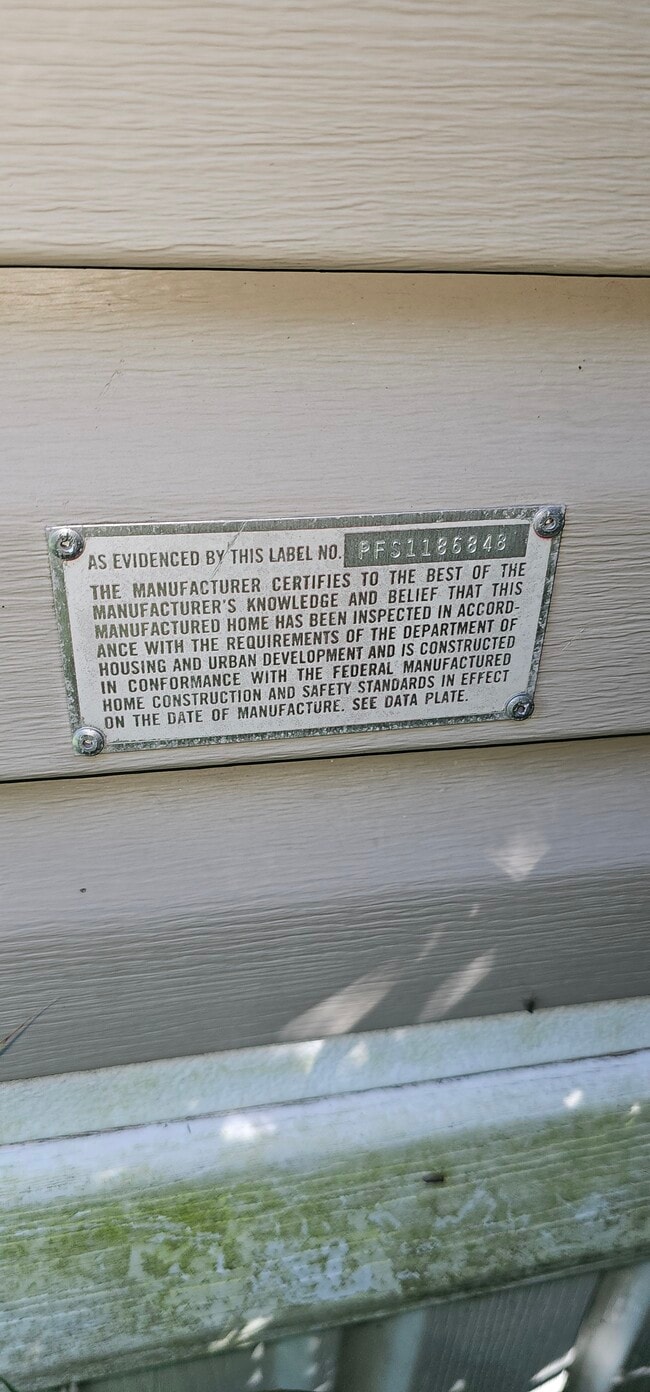 AS EVIDENCED BY THIS LABEL NO. PFS1186848
THE MANUFACTURER CERTIFIES TO THE BEST OF THE
MANUFACTURER'S KNOWLEDGE AND BELIEF THAT THIS
MANUFACTURED HOME HAS BEEN INSPECTED IN ACCORD-
ANCE WITH THE REQUIREMENTS OF THE DEPARTMENT OF
HOUSING AND URBAN DEVELOPMENT AND IS CONSTRUCTED
IN CONFORMANCE WITH THE FEDERAL MANUFACTURED
HOME CONSTRUCTION AND SAFETY STANDARDS IN EFFECT
ON THE DATE OF MANUFACTURE. SEE DATA PLATE.